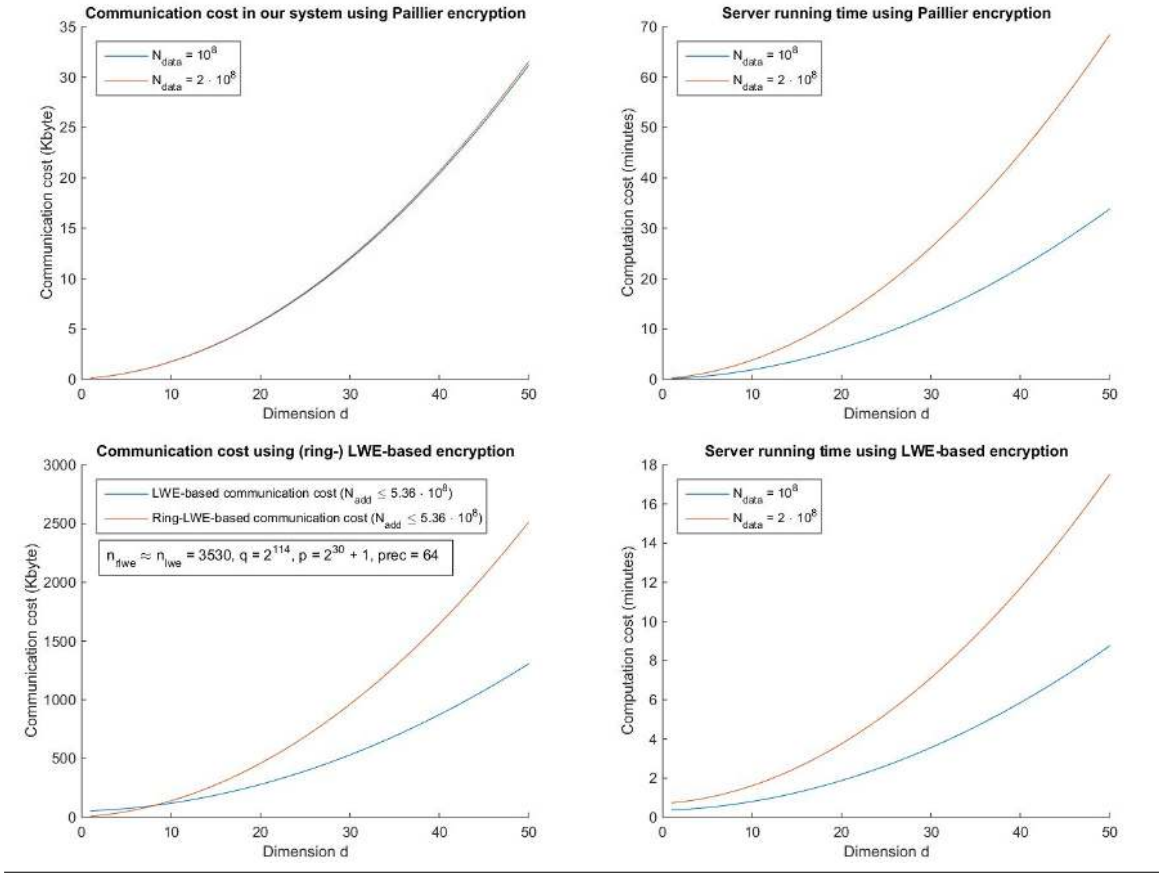 Communication cost in our system using Paillier encryption
35
30
25
20
15
10
5
0
Communication cost (Kbyte)
N_data = 10^8
N_data = 2 · 10^8
0 10 20 30 40 50
Dimension d
Server running time using Paillier encryption
70
60
50
40
30
20
10
0
Computation cost (minutes)
N_data = 10^8
N_data = 2 · 10^8
0 10 20 30 40 50
Dimension d
Communication cost using (ring-) LWE-based encryption
3000
2500
2000
1500
1000
500
0
Communication cost (Kbyte)
LWE-based communication cost (N_add ≤ 5.36 · 10^8)
Ring-LWE-based communication cost (N_add ≤ 5.36 · 10^8)
n_rlwe ≈ n_lwe = 3530, q = 2^114, p = 2^30 + 1, prec = 64
0 10 20 30 40 50
Dimension d
Server running time using LWE-based encryption
18
16
14
12
10
8
6
4
2
0
Computation cost (minutes)
N_data = 10^8
N_data = 2 · 10^8
0 10 20 30 40 50
Dimension d